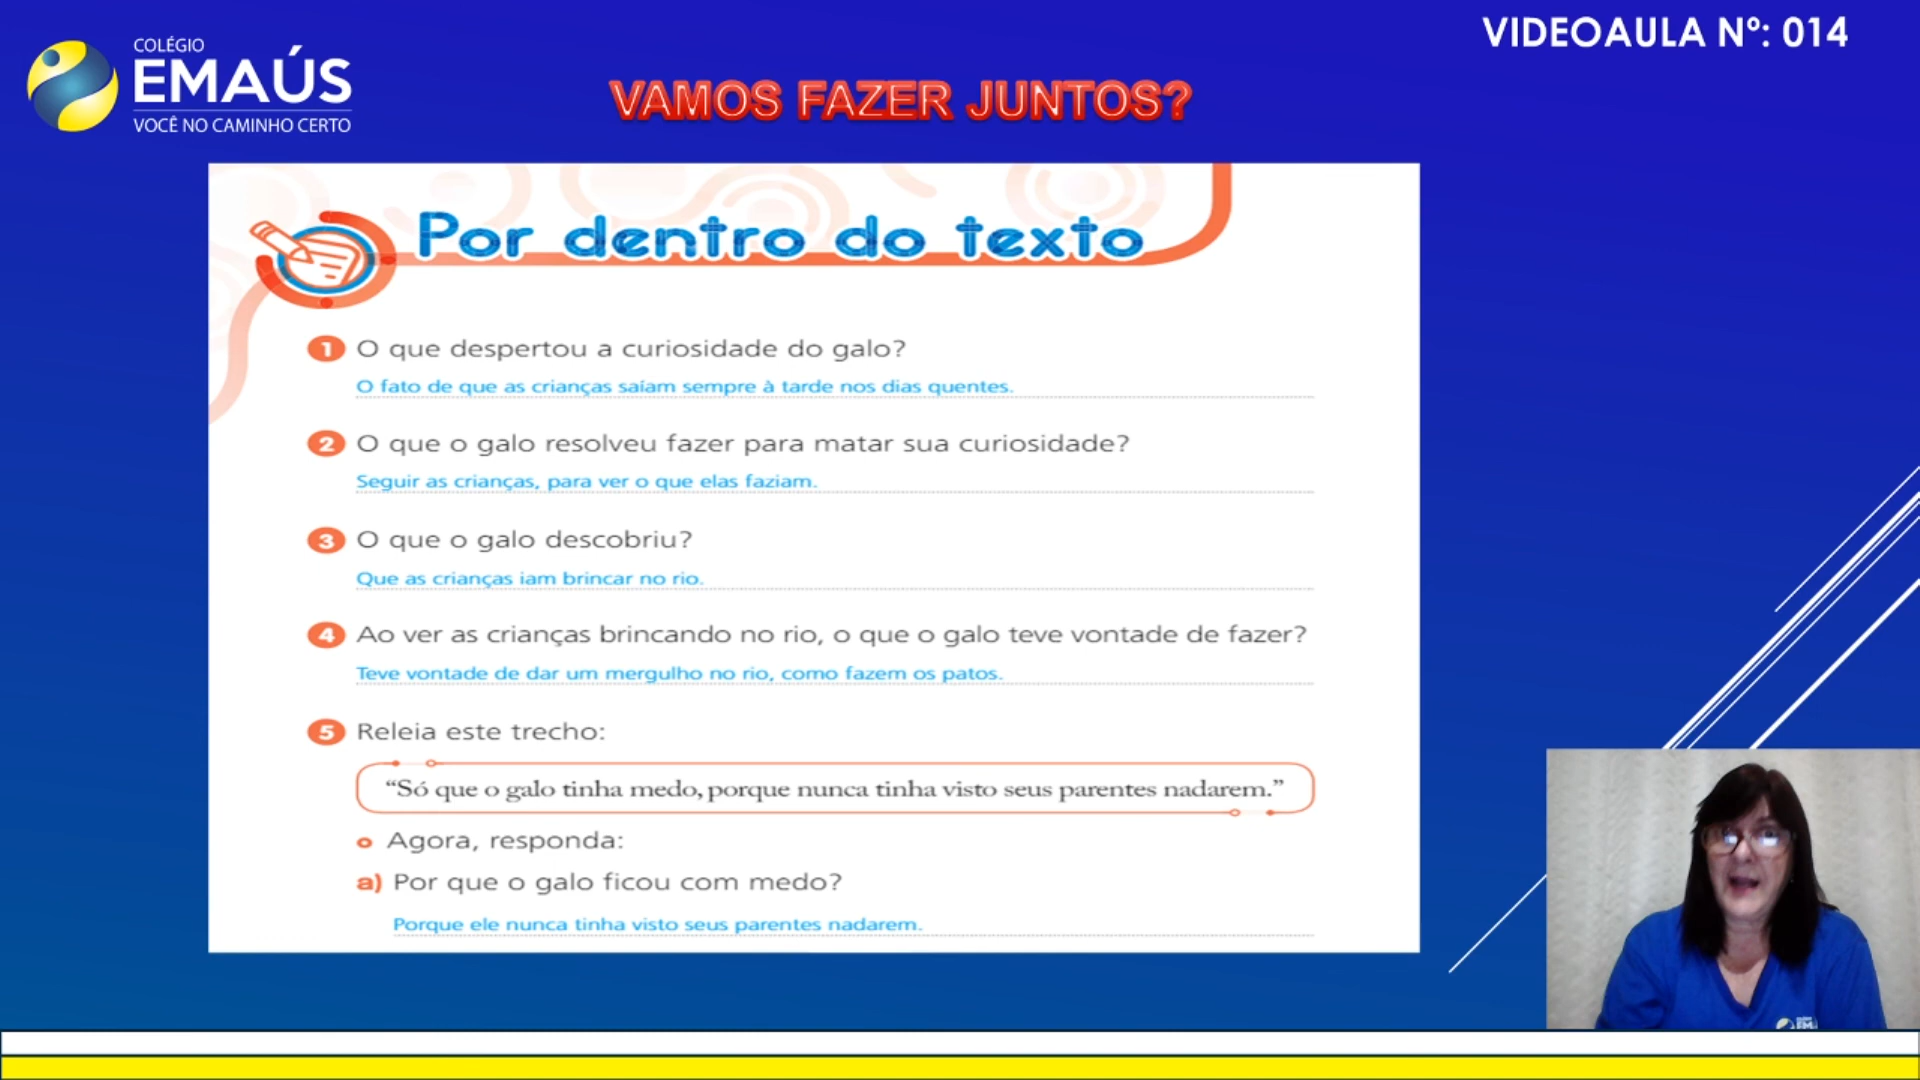 COLÉGIO
EMAÚS
VOCÊ NO CAMINHO CERTO
VIDEOAULA Nº: 014
VAMOS FAZER JUNTOS?
Por dentro do texto
1 O que despertou a curiosidade do galo?
O fato de que as crianças saíam sempre à tarde nos dias quentes.
2 O que o galo resolveu fazer para matar sua curiosidade?
Seguir as crianças, para ver o que elas faziam.
3 O que o galo descobriu?
Que as crianças iam brincar no rio.
4 Ao ver as crianças brincando no rio, o que o galo teve vontade de fazer?
Teve vontade de dar um mergulho no rio, como fazem os patos.
5 Releia este trecho:
“Só que o galo tinha medo, porque nunca tinha visto seus parentes nadarem.”
Agora, responda:
a) Por que o galo ficou com medo?
Porque ele nunca tinha visto seus parentes nadarem.